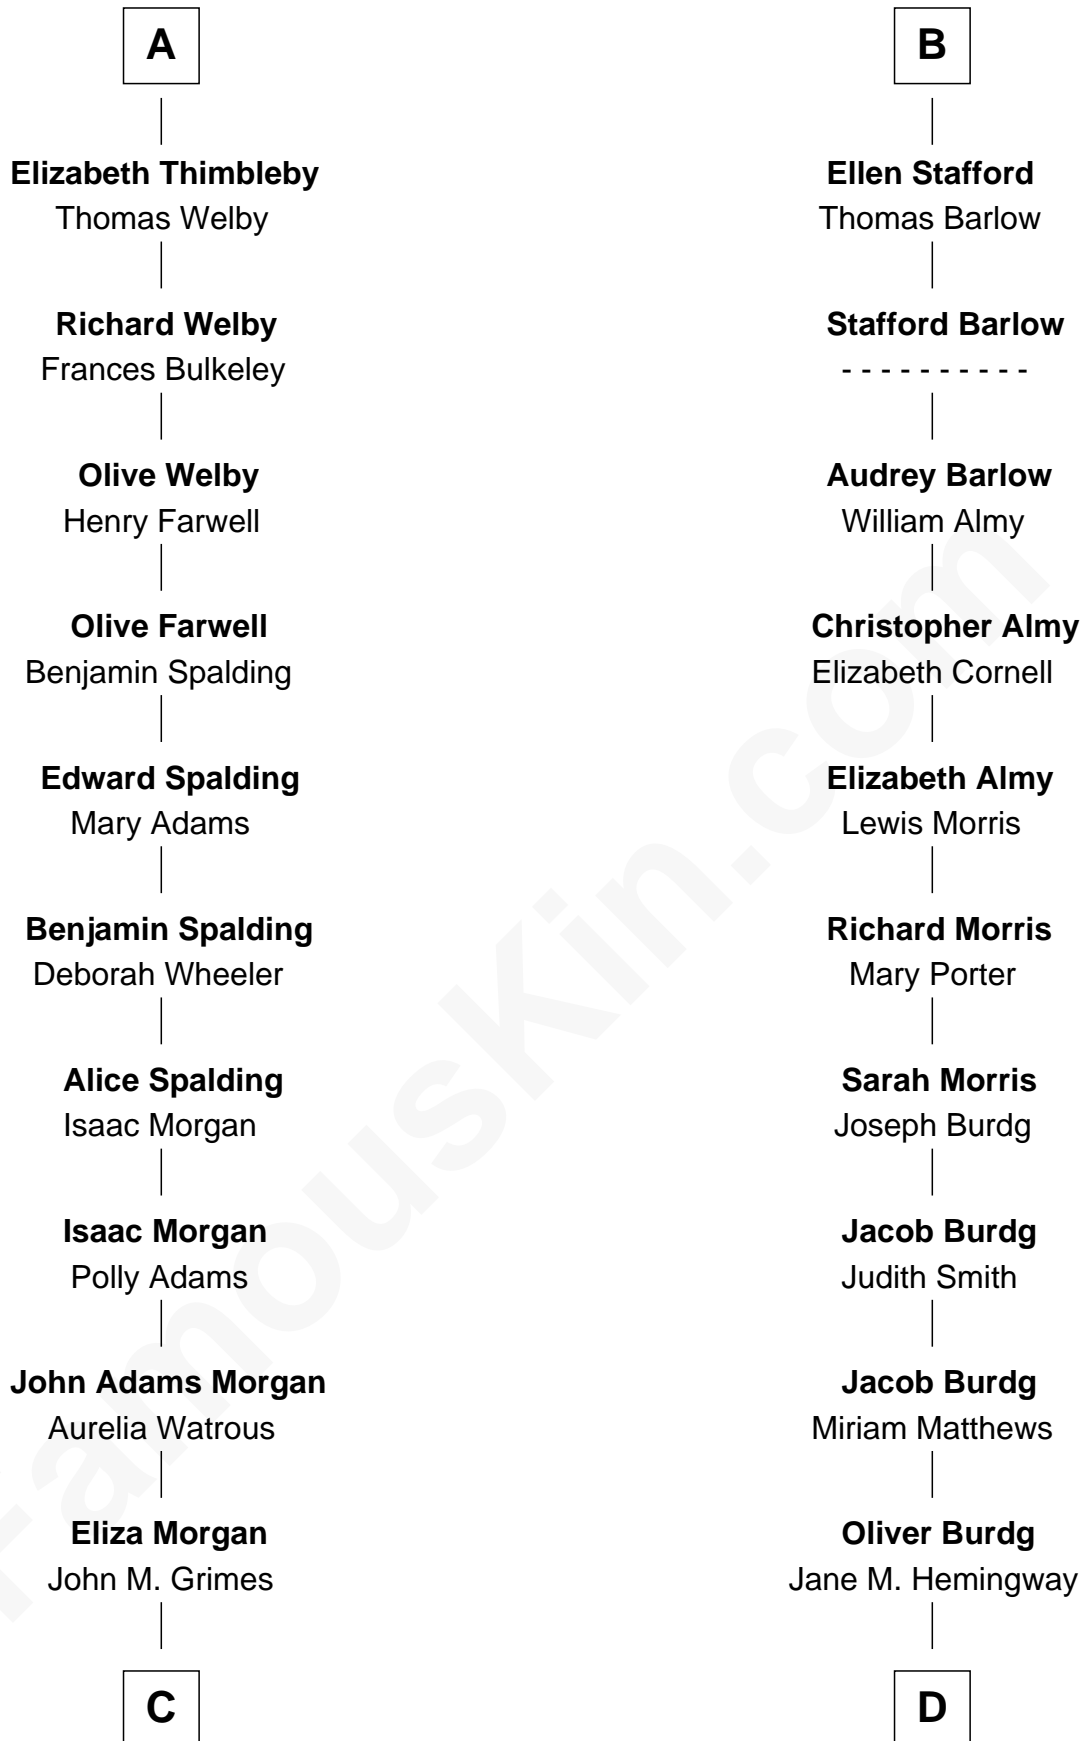 A
Elizabeth Thimbleby
Thomas Welby
Richard Welby
Frances Bulkeley
Olive Welby
Henry Farwell
Olive Farwell
Benjamin Spalding
Edward Spalding
Mary Adams
Benjamin Spalding
Deborah Wheeler
Alice Spalding
Isaac Morgan
Isaac Morgan
Polly Adams
John Adams Morgan
Aurelia Watrous
Eliza Morgan
John M. Grimes
C
B
Ellen Stafford
Thomas Barlow
Stafford Barlow
- - - - - - - - - -
Audrey Barlow
William Almy
Christopher Almy
Elizabeth Cornell
Elizabeth Almy
Lewis Morris
Richard Morris
Mary Porter
Sarah Morris
Joseph Burdg
Jacob Burdg
Judith Smith
Jacob Burdg
Miriam Matthews
Oliver Burdg
Jane M. Hemingway
D
FamousKin.com